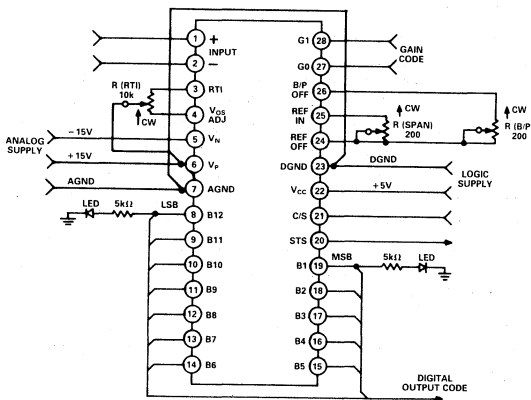 1 + INPUT
2 −
3 RTI
4 VOS ADJ
5 VN
6 VP
7 AGND
8 B12
9 B11
10 B10
11 B9
12 B8
13 B7
14 B6
R (RTI)
10k
CW
ANALOG
SUPPLY
−15V
+15V
AGND
LED 5kΩ LSB
G1 28
G0 27
B/P OFF 26
REF IN 25
REF OFF 24
DGND 23
VCC 22
C/S 21
STS 20
B1 19
B2 18
B3 17
B4 16
B5 15
GAIN
CODE
CW
R (SPAN)
200
CW
R (B/P
200
DGND
LOGIC
SUPPLY
+5V
MSB 5kΩ LED
DIGITAL
OUTPUT CODE